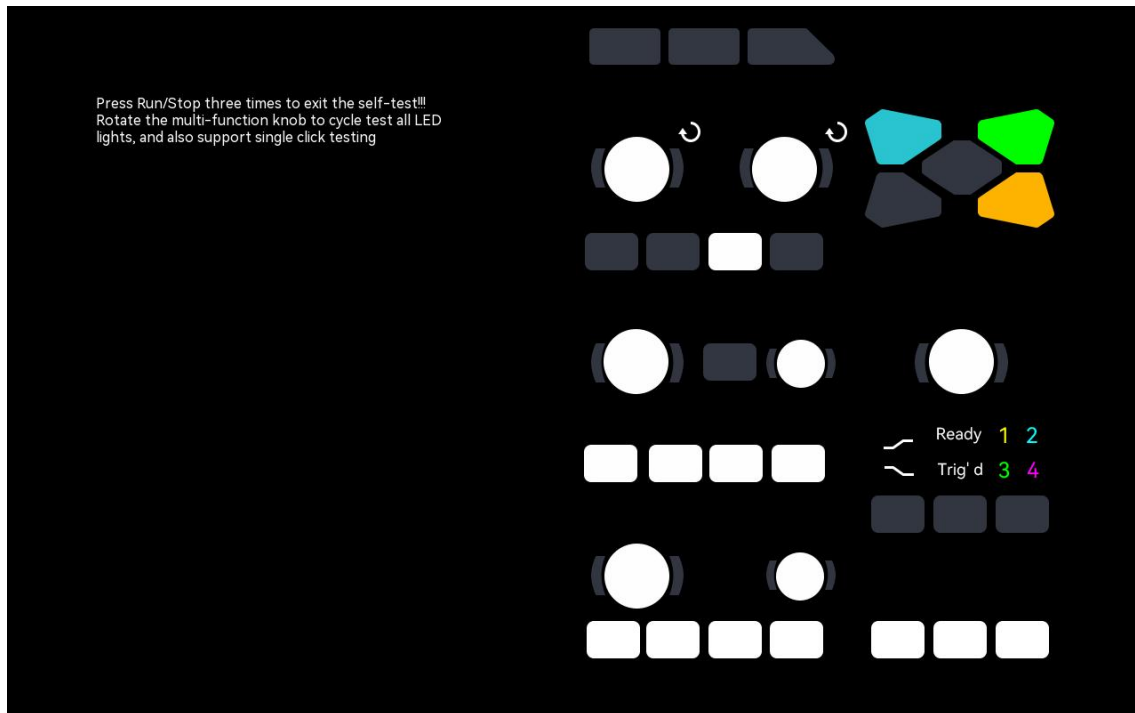 Press Run/Stop three times to exit the self-test!!!
Rotate the multi-function knob to cycle test all LED
lights, and also support single click testing
Ready 1 2
Trig' d 3 4